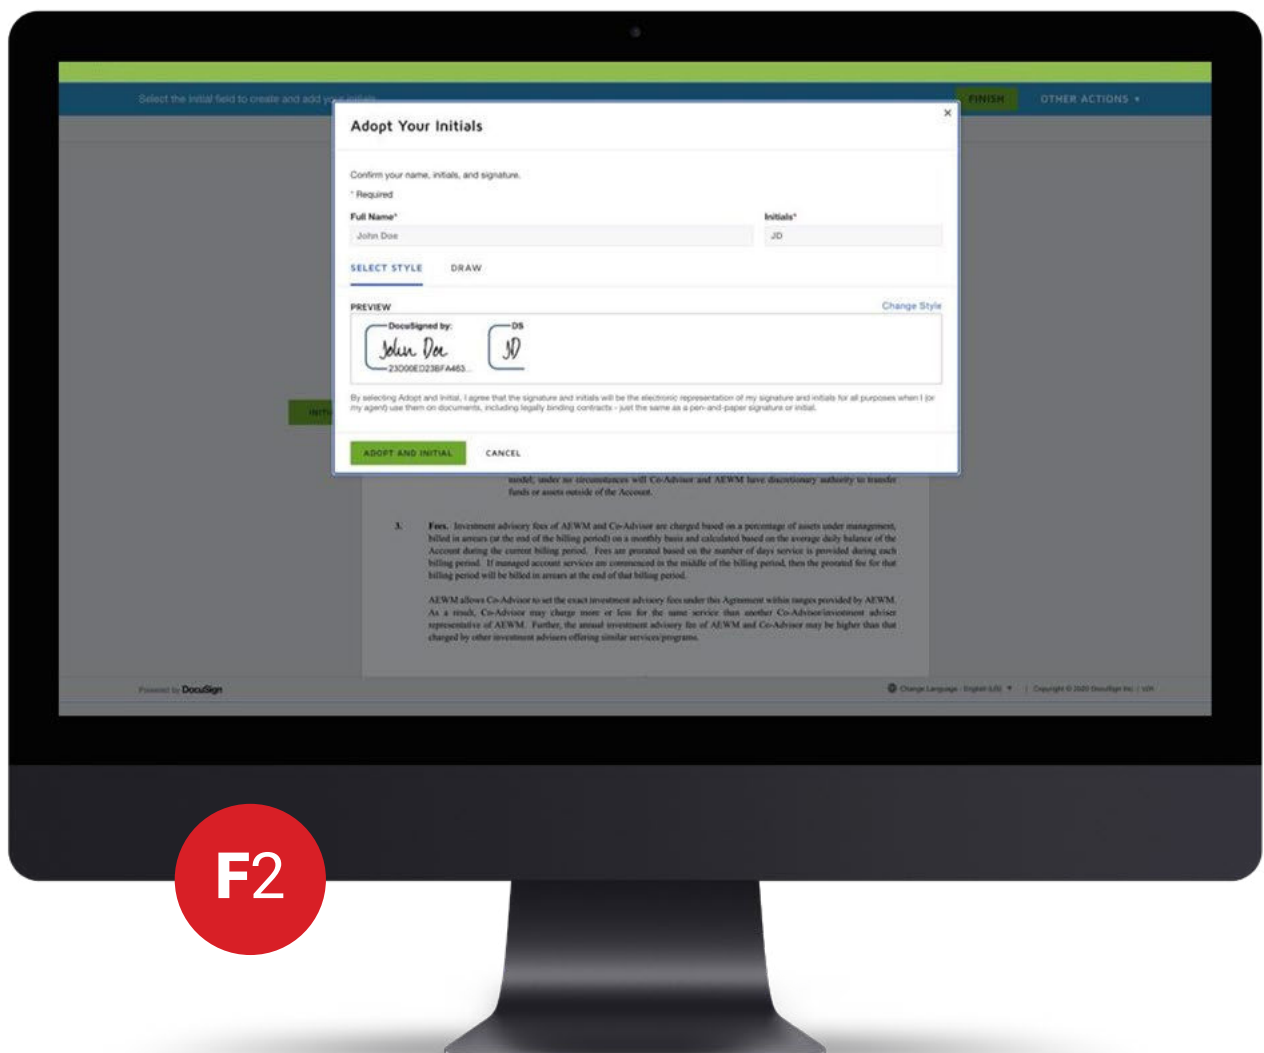 Select the Initial field to create and add your initials.
FINISH
OTHER ACTIONS
Adopt Your Initials
×
Confirm your name, initials, and signature.
* Required
Full Name*
Initials*
John Doe
JD
SELECT STYLE
DRAW
PREVIEW
Change Style
DocuSigned by:
DS
John Doe
JD
23D00ED23BFA463...
By selecting Adopt and Initial, I agree that the signature and initials will be the electronic representation of my signature and initials for all purposes when I (or
my agent) use them on documents, including legally binding contracts - just the same as a pen-and-paper signature or initial.
ADOPT AND INITIAL
CANCEL
model, under no circumstances will Co-Advisor and AEWM have discretionary authority to transfer
funds or assets outside of the Account.
3. Fees. Investment advisory fees of AEWM and Co-Advisor are charged based on a percentage of assets under management,
billed in arrears (at the end of the billing period) on a monthly basis and calculated based on the average daily balance of the
Account during the current billing period. Fees are prorated based on the number of days service is provided during each
billing period. If managed account services are commenced in the middle of the billing period, then the prorated fee for that
billing period will be billed in arrears at the end of that billing period.
AEWM allows Co-Advisor to set the exact investment advisory fees under this Agreement within ranges provided by AEWM.
As a result, Co-Advisor may charge more or less for the same service than another Co-Advisor/investment adviser
representative of AEWM. Further, the annual investment advisory fee of AEWM and Co-Advisor may be higher than that
charged by other investment advisers offering similar services/programs.
Powered by DocuSign
Change Language - English (US) | Copyright © 2020 DocuSign Inc. |
F2